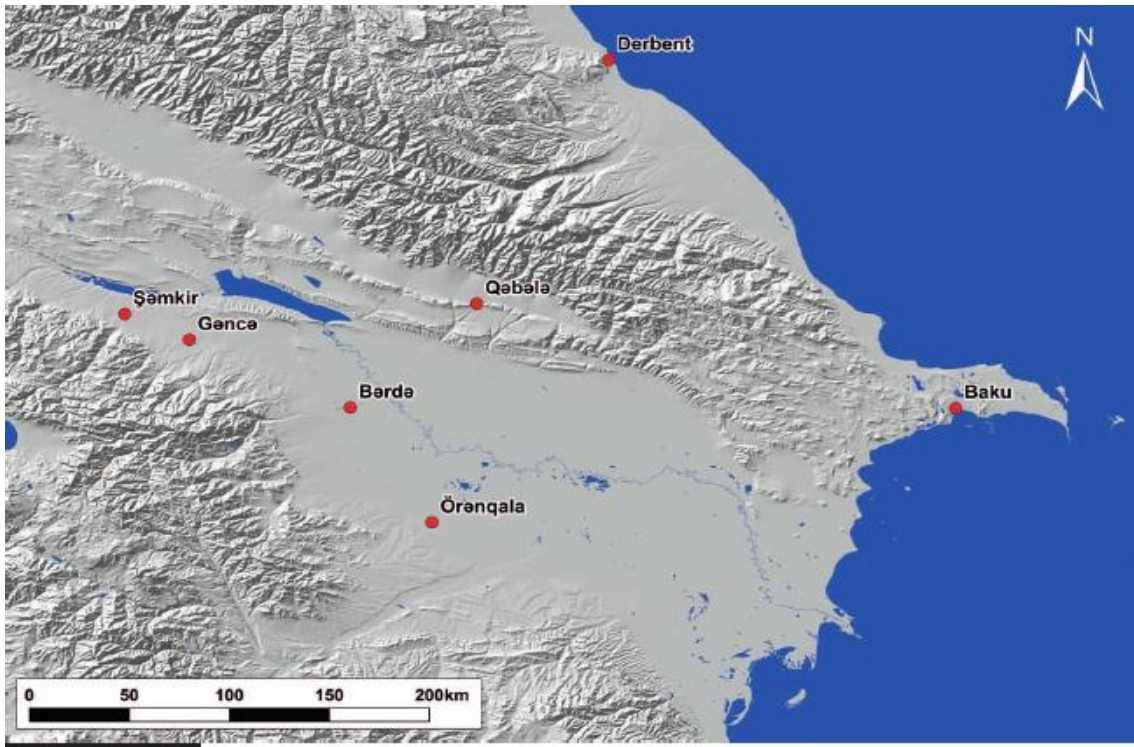 Derbent
N
Qəbələ
Şəmkir
Gəncə
Bərdə
Baku
Örənqala
0 50 100 150 200km